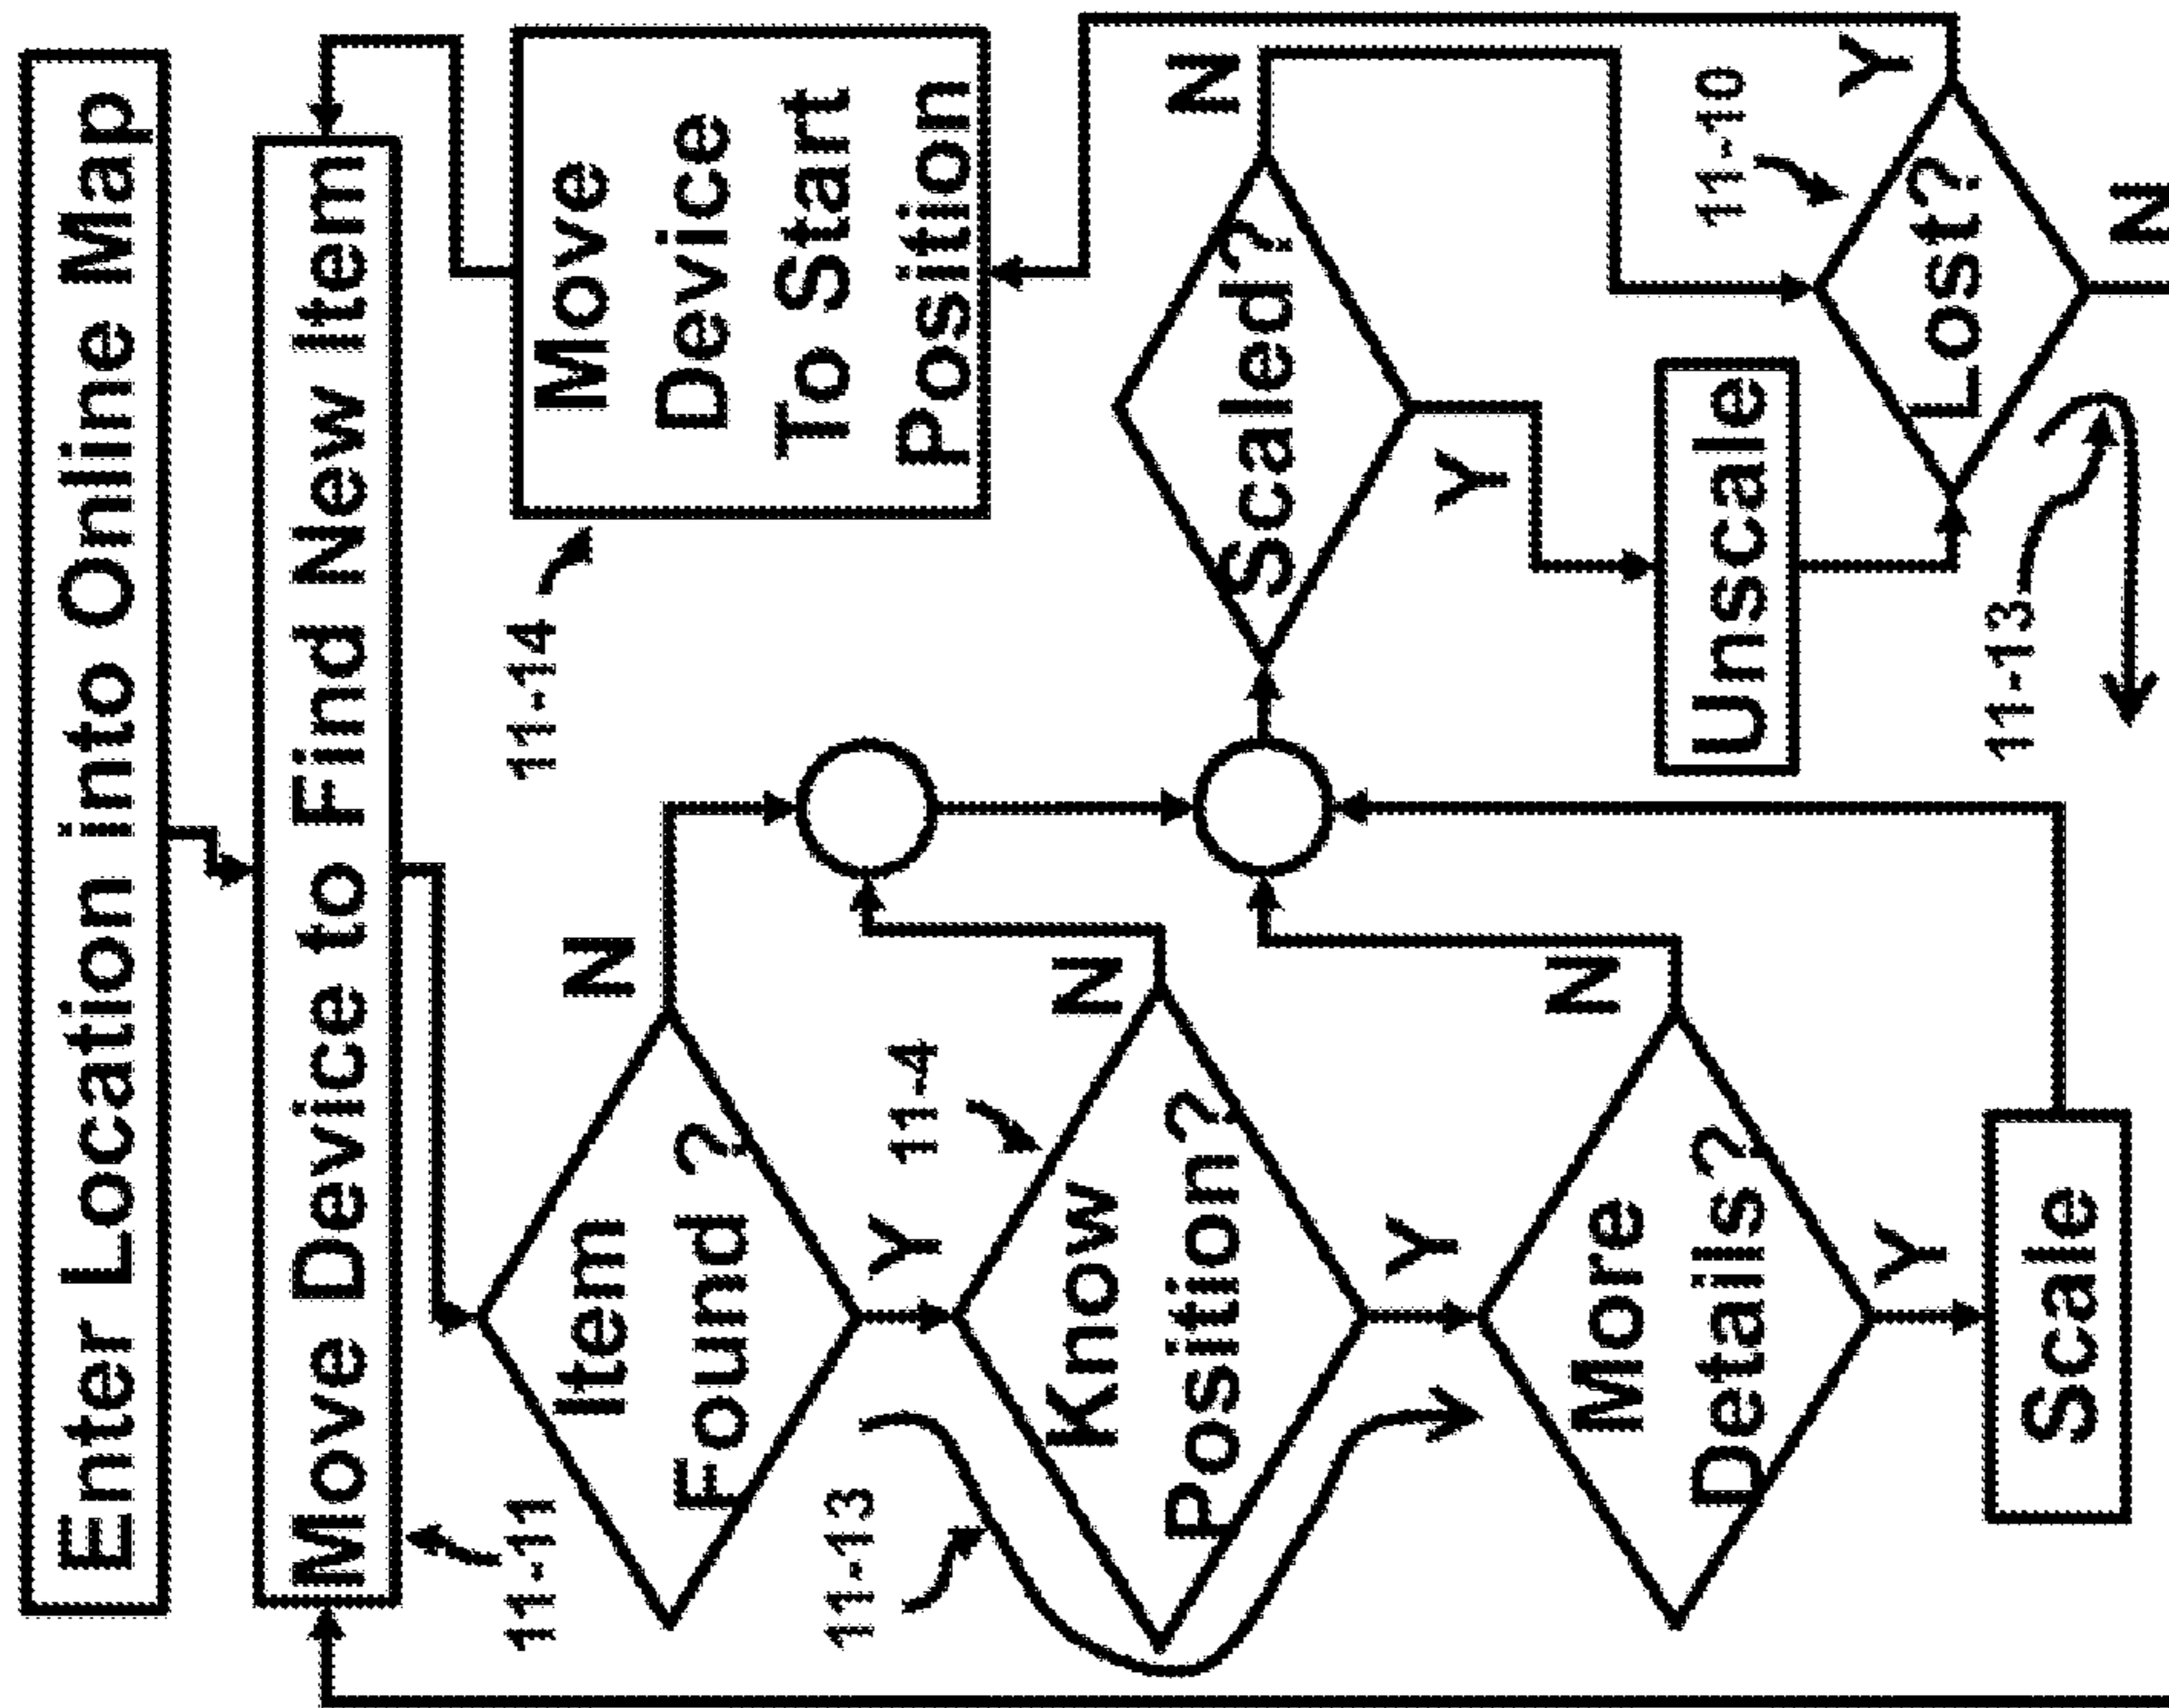 Enter Location into Online Map
Move Device to Find New Item
11-11
11-14
Move
Device
To Start
Position
Item
Found ?
N
Y
11-13
11-4
Know
Position?
N
Y
More
Details?
N
Y
Scale
Scaled?
N
Y
Unscale
11-10
Lost?
Y
N
11-13